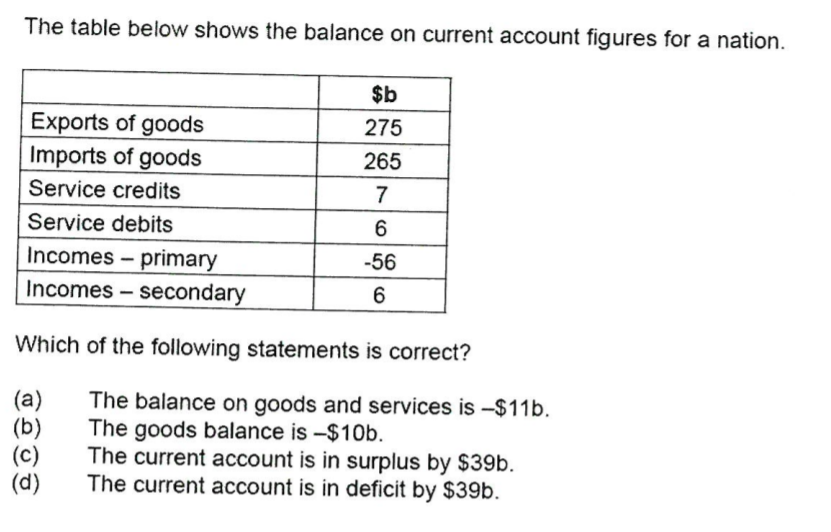 The table below shows the balance on current account figures for a nation.
$b
Exports of goods 275
Imports of goods 265
Service credits 7
Service debits 6
Incomes – primary -56
Incomes – secondary 6
Which of the following statements is correct?
(a) The balance on goods and services is –$11b.
(b) The goods balance is –$10b.
(c) The current account is in surplus by $39b.
(d) The current account is in deficit by $39b.